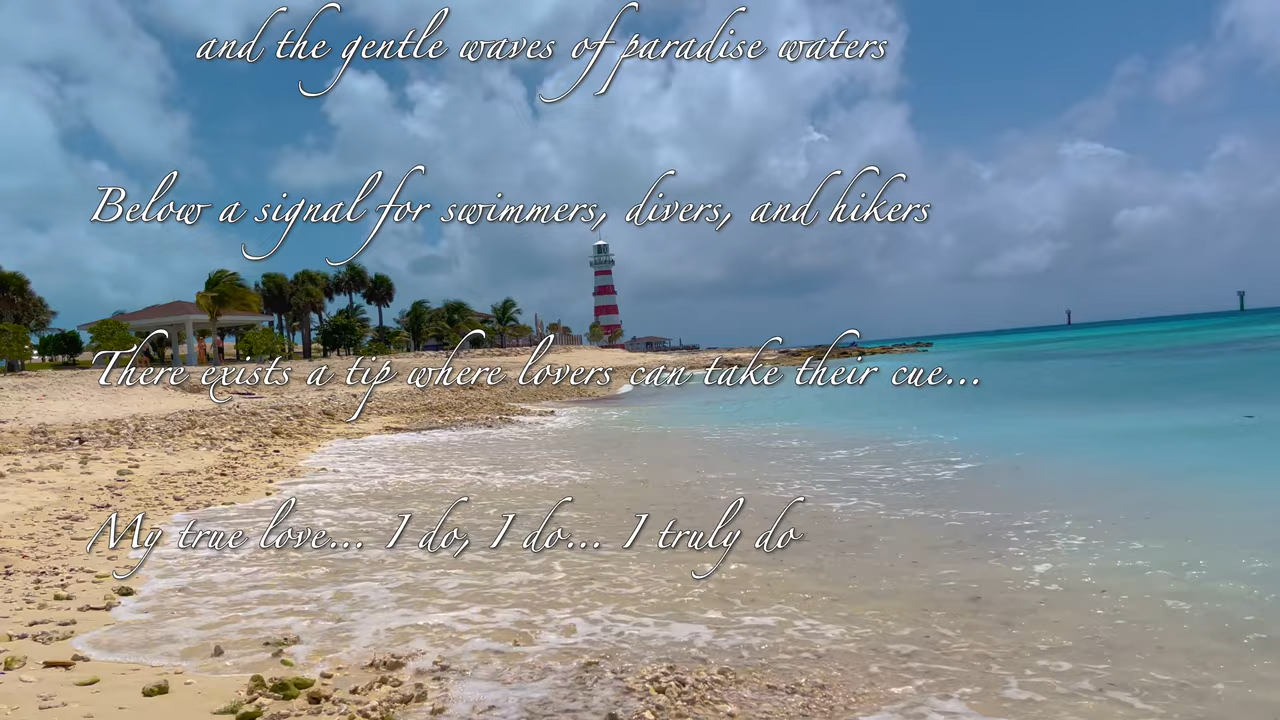 and the gentle waves of paradise waters
Below a signal for swimmers, divers, and hikers
There exists a tip where lovers can take their cue...
My true love... I do, I do... I truly do